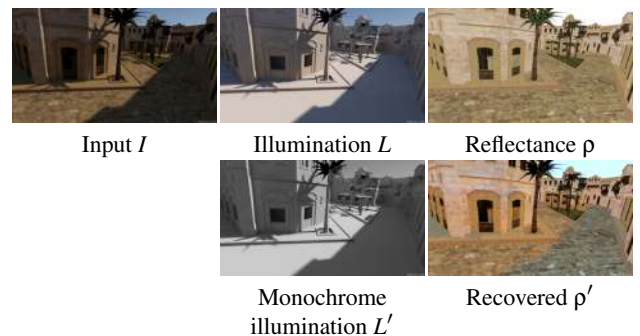 Input I
Illumination L
Reflectance ρ
Monochrome
illumination L′
Recovered ρ′